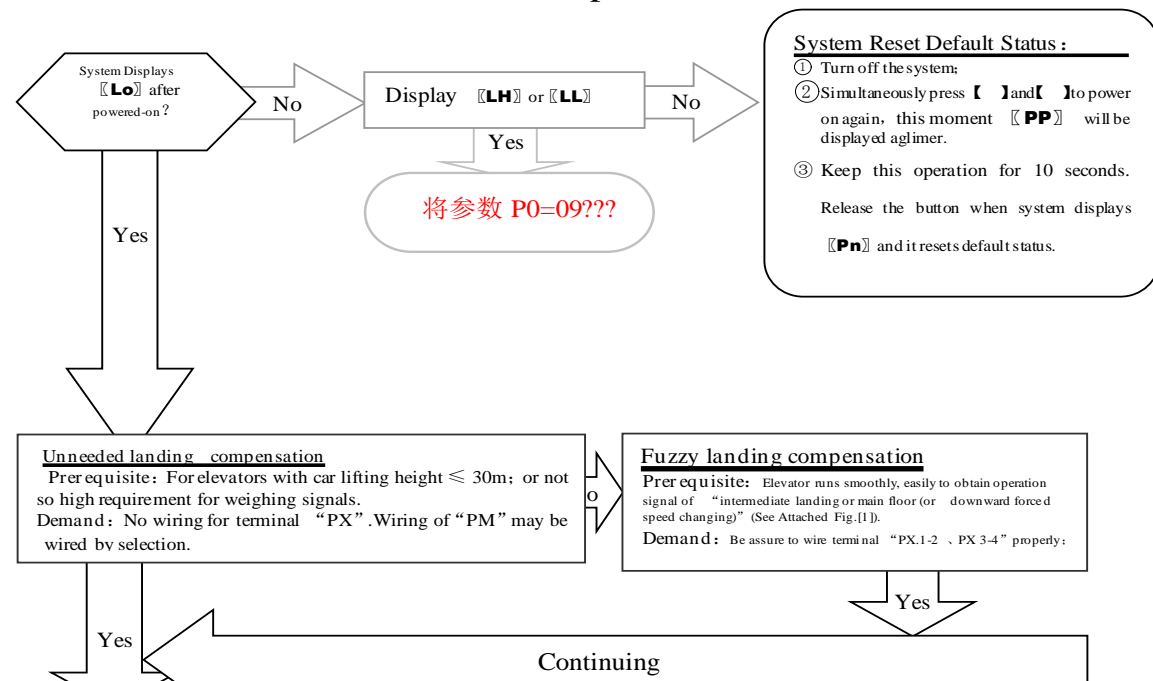 System Displays
〖Lo〗 after
powered-on？
No
Display 〖LH〗 or 〖LL〗
No
Yes
将参数 P0=09???
System Reset Default Status：
① Turn off the system;
② Simultaneously press【 】and【 】to power
on again, this moment 〖PP〗 will be
displayed aglimer.
③ Keep this operation for 10 seconds.
Release the button when system displays
〖Pn〗 and it resets default status.
Yes
Unneeded landing compensation
Prerequisite: For elevators with car lifting height ≤ 30m; or not
so high requirement for weighing signals.
Demand: No wiring for terminal “PX”.Wiring of “PM” may be
wired by selection.
o
Fuzzy landing compensation
Prerequisite: Elevator runs smoothly, easily to obtain operation
signal of “intermediate landing or main floor (or downward forced
speed changing)” (See Attached Fig.[1]).
Demand: Be assure to wire terminal “PX.1-2 、PX 3-4” properly;
Yes
Yes
Continuing